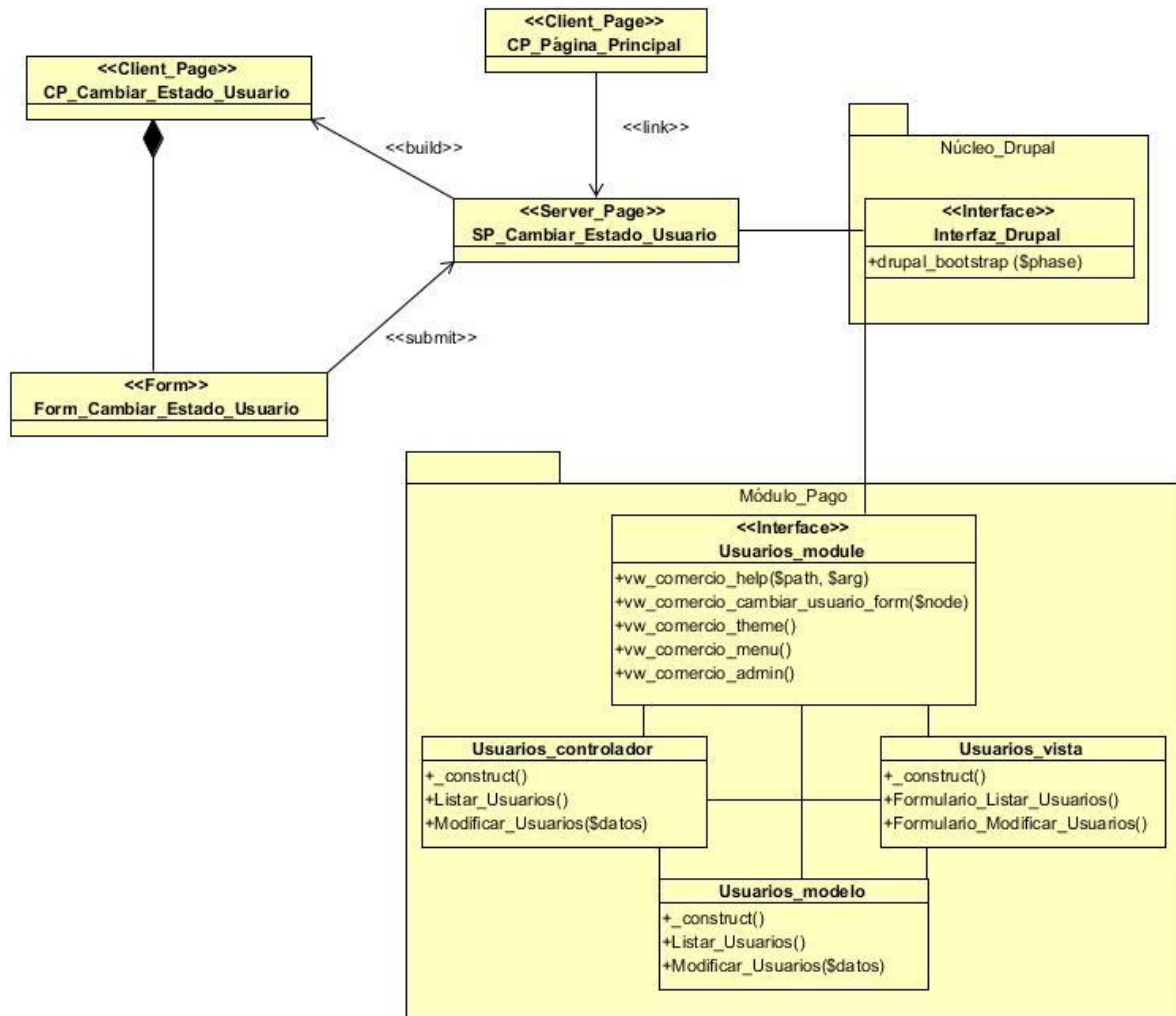 <<Client_Page>>
CP_Página_Principal
<<Client_Page>>
CP_Cambiar_Estado_Usuario
<<link>>
<<build>>
Núcleo_Drupal
<<Server_Page>>
SP_Cambiar_Estado_Usuario
<<Interface>>
Interfaz_Drupal
+drupal_bootstrap ($phase)
<<submit>>
<<Form>>
Form_Cambiar_Estado_Usuario
Módulo_Pago
<<Interface>>
Usuarios_module
+vw_comercio_help($path, $arg)
+vw_comercio_cambiar_usuario_form($node)
+vw_comercio_theme()
+vw_comercio_menu()
+vw_comercio_admin()
Usuarios_controlador
+_construct()
+Listar_Usuarios()
+Modificar_Usuarios($datos)
Usuarios_vista
+_construct()
+Formulario_Listar_Usuarios()
+Formulario_Modificar_Usuarios()
Usuarios_modelo
+_construct()
+Listar_Usuarios()
+Modificar_Usuarios($datos)